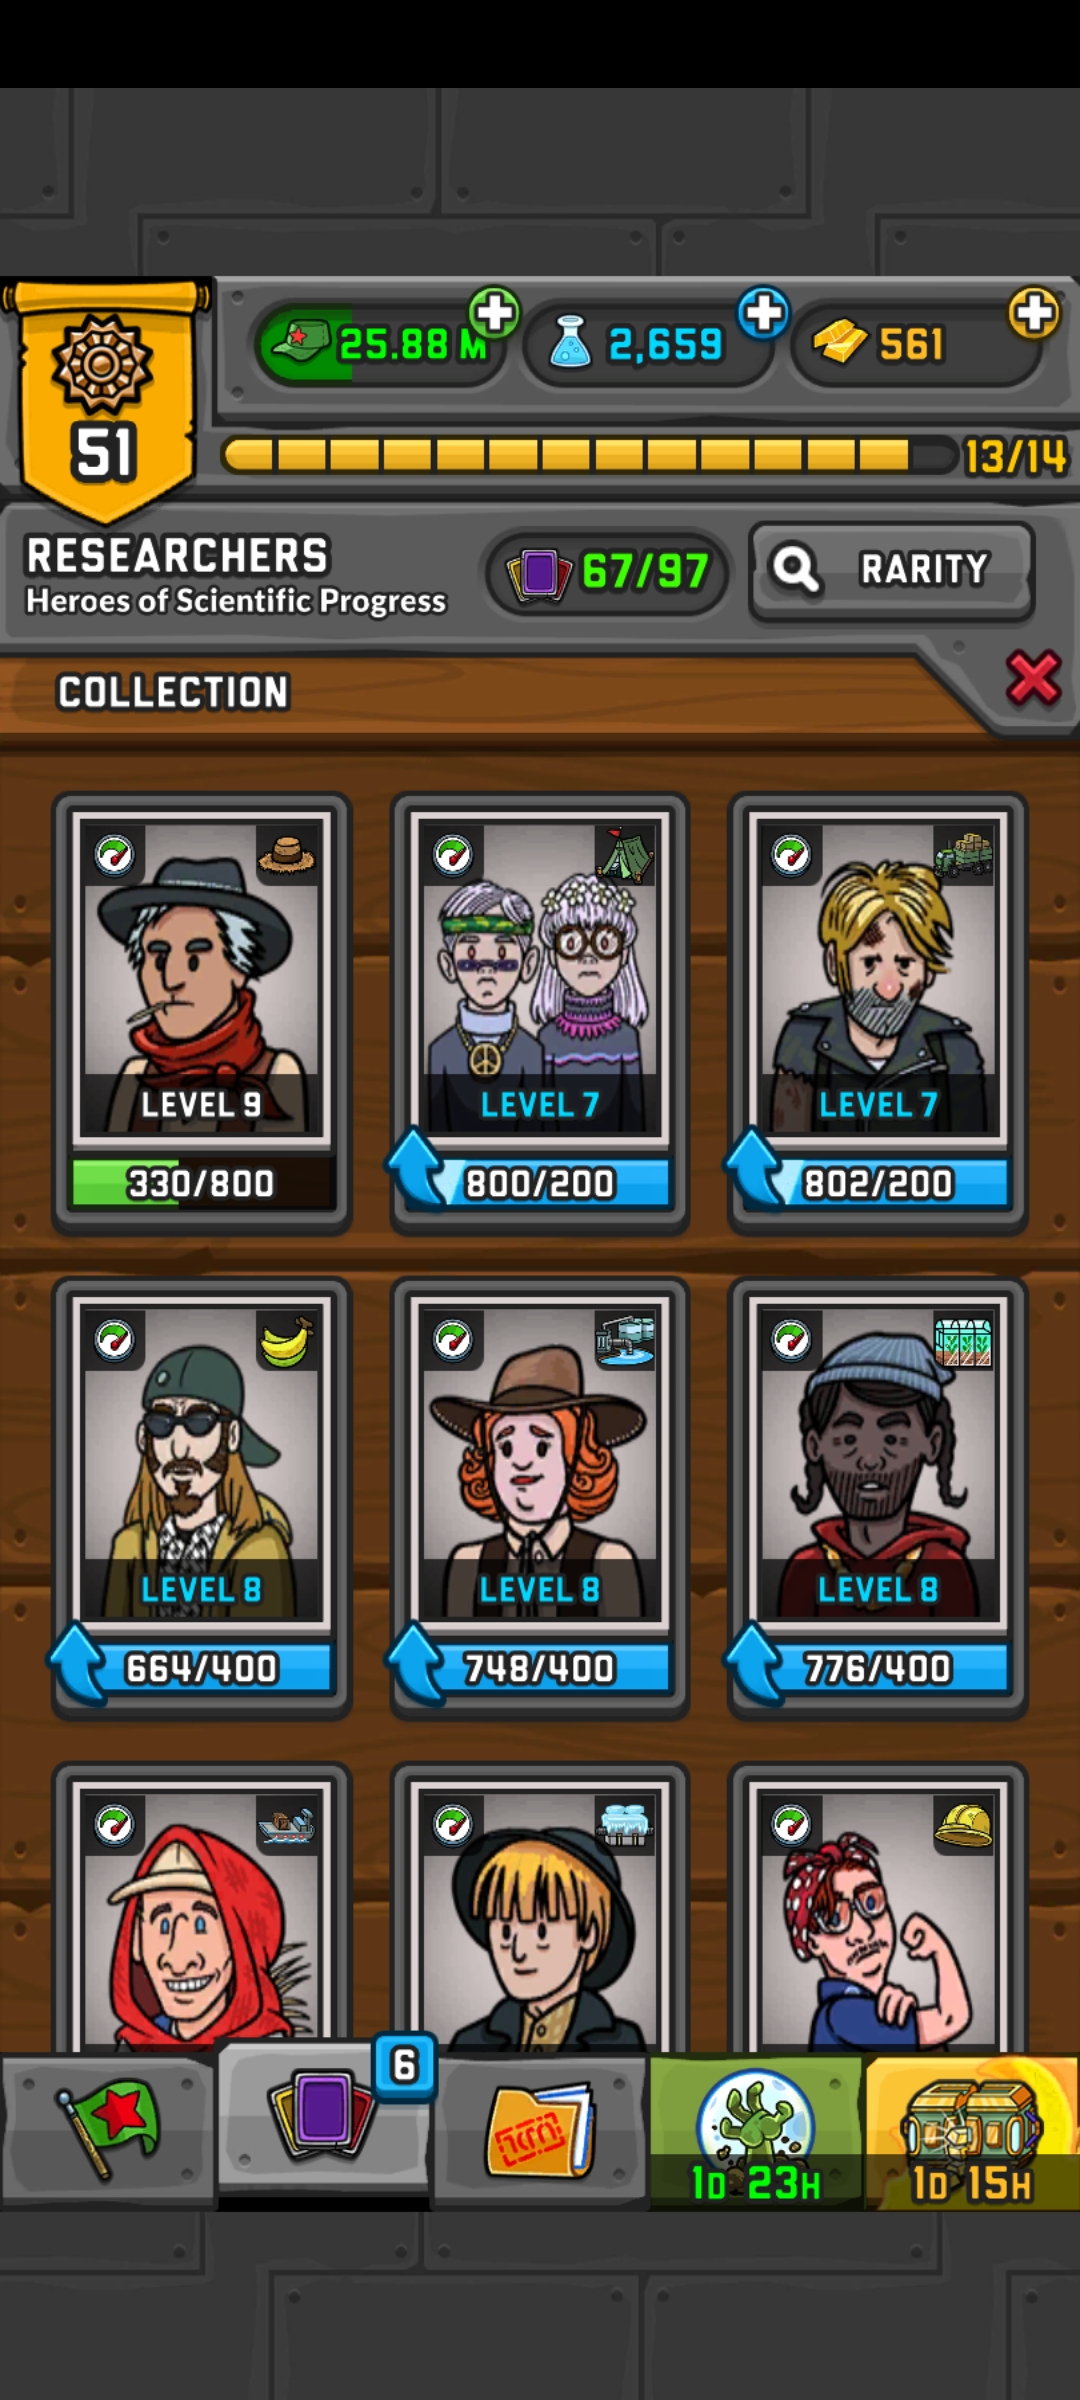 25.88 M
2,659
561
51
13/14
RESEARCHERS
Heroes of Scientific Progress
67/97
RARITY
COLLECTION
LEVEL 9
LEVEL 7
LEVEL 7
330/800
800/200
802/200
LEVEL 8
LEVEL 8
LEVEL 8
664/400
748/400
776/400
6
1D 23H
1D 15H